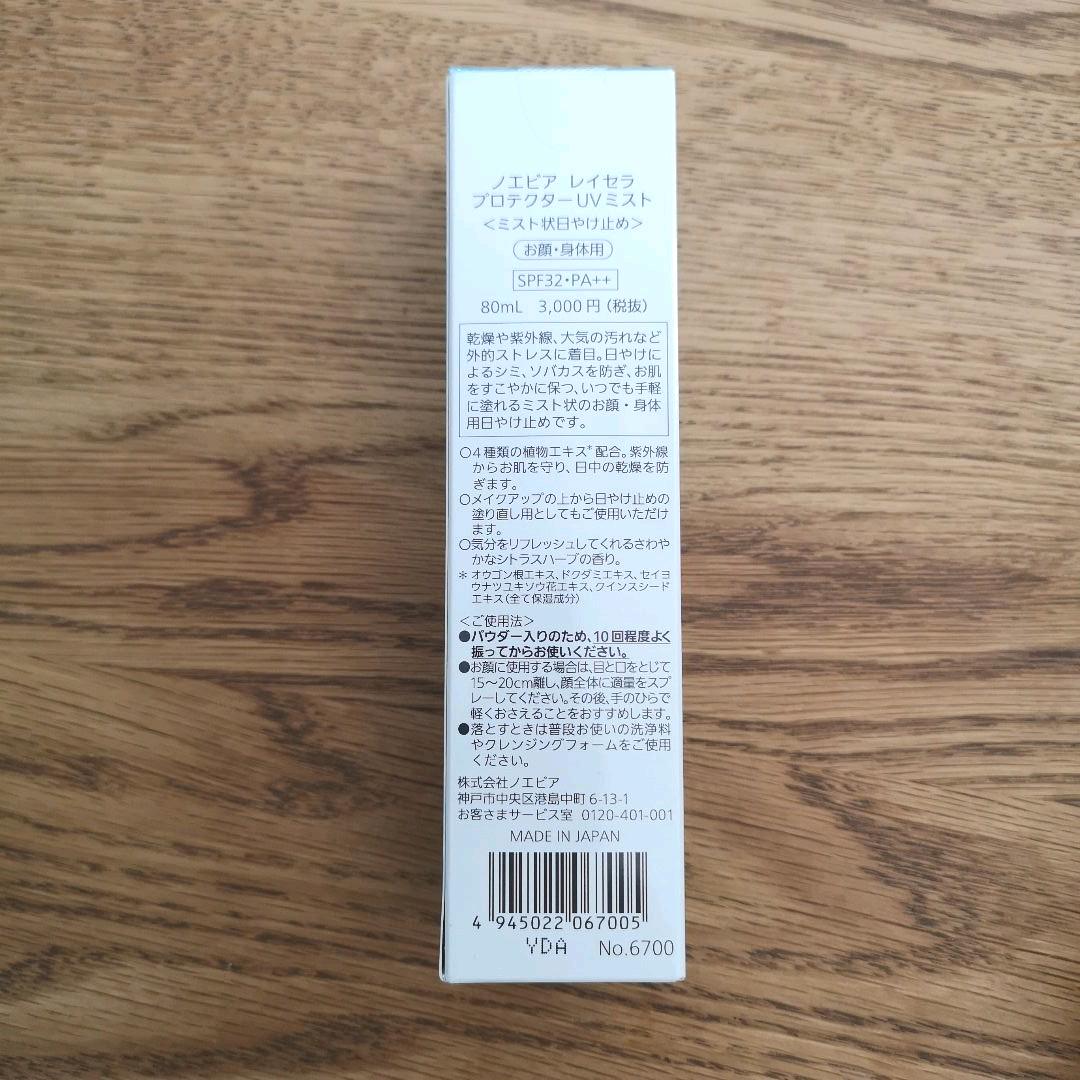 ノエビア レイセラ
プロテクターUVミスト
＜ミスト状日やけ止め＞
お顔・身体用
SPF32・PA++
80mL 3,000円（税抜）
乾燥や紫外線、大気の汚れなど
外的ストレスに着目。日やけに
よるシミ、ソバカスを防ぎ、お肌
をすこやかに保つ、いつでも手軽
に塗れるミスト状のお顔・身体
用日やけ止めです。
○4種類の植物エキス*配合。紫外線
からお肌を守り、日中の乾燥を防
ぎます。
○メイクアップの上から日やけ止めの
塗り直し用としてもご使用いただけ
ます。
○気分をリフレッシュしてくれるさわや
かなシトラスハーブの香り。
* オウゴン根エキス、ドクダミエキス、セイヨ
ウナツユキソウ花エキス、クインスシード
エキス（全て保湿成分）
＜ご使用法＞
●パウダー入りのため、10回程度よく
振ってからお使いください。
●お顔に使用する場合は、目と口をとじて
15～20cm離し、顔全体に適量をスプ
レーしてください。その後、手のひらで
軽くおさえることをおすすめします。
●落とすときは普段お使いの洗浄料
やクレンジングフォームをご使用
ください。
株式会社ノエビア
神戸市中央区港島中町6-13-1
お客さまサービス室 0120-401-001
MADE IN JAPAN
4 945022 067005
YDA No.6700